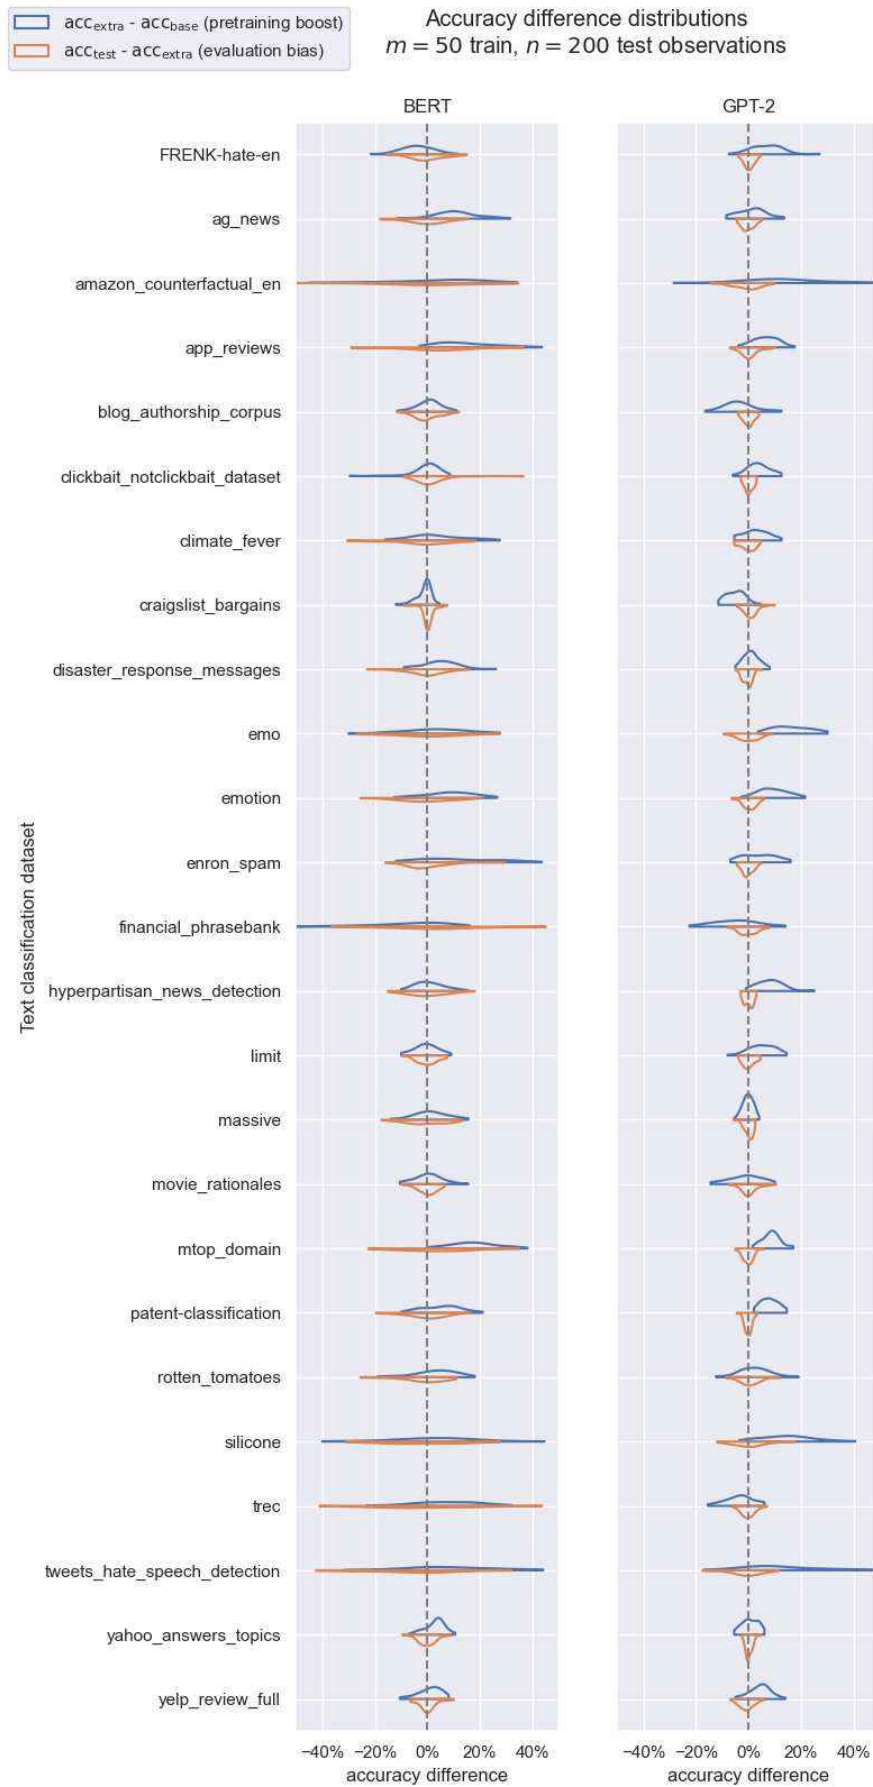 acc_extra - acc_base (pretraining boost)
acc_test - acc_extra (evaluation bias)
Accuracy difference distributions
m = 50 train, n = 200 test observations
BERT
GPT-2
Text classification dataset
FRENK-hate-en
ag_news
amazon_counterfactual_en
app_reviews
blog_authorship_corpus
clickbait_notclickbait_dataset
climate_fever
craigslist_bargains
disaster_response_messages
emo
emotion
enron_spam
financial_phrasebank
hyperpartisan_news_detection
limit
massive
movie_rationales
mtop_domain
patent-classification
rotten_tomatoes
silicone
trec
tweets_hate_speech_detection
yahoo_answers_topics
yelp_review_full
−40% −20% 0% 20% 40%
accuracy difference
−40% −20% 0% 20% 40%
accuracy difference